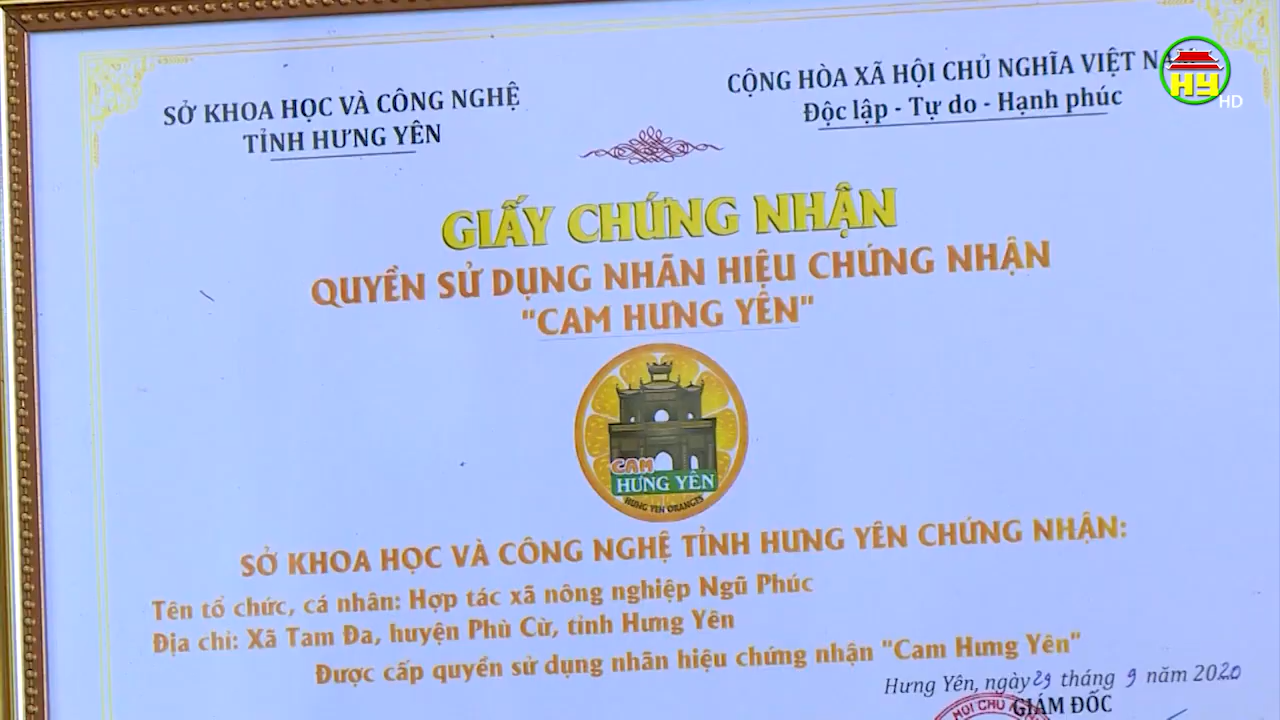 SỞ KHOA HỌC VÀ CÔNG NGHỆ
TỈNH HƯNG YÊN
CỘNG HÒA XÃ HỘI CHỦ NGHĨA VIỆT NAM
Độc lập - Tự do - Hạnh phúc
HY
HD
GIẤY CHỨNG NHẬN
QUYỀN SỬ DỤNG NHÃN HIỆU CHỨNG NHẬN
"CAM HƯNG YÊN"
CAM
HƯNG YÊN
HUNG YEN ORANGES
SỞ KHOA HỌC VÀ CÔNG NGHỆ TỈNH HƯNG YÊN CHỨNG NHẬN:
Tên tổ chức, cá nhân: Hợp tác xã nông nghiệp Ngũ Phúc
Địa chỉ: Xã Tam Đa, huyện Phù Cừ, tỉnh Hưng Yên
Được cấp quyền sử dụng nhãn hiệu chứng nhận "Cam Hưng Yên"
Hưng Yên, ngày 29 tháng 9 năm 2020
GIÁM ĐỐC